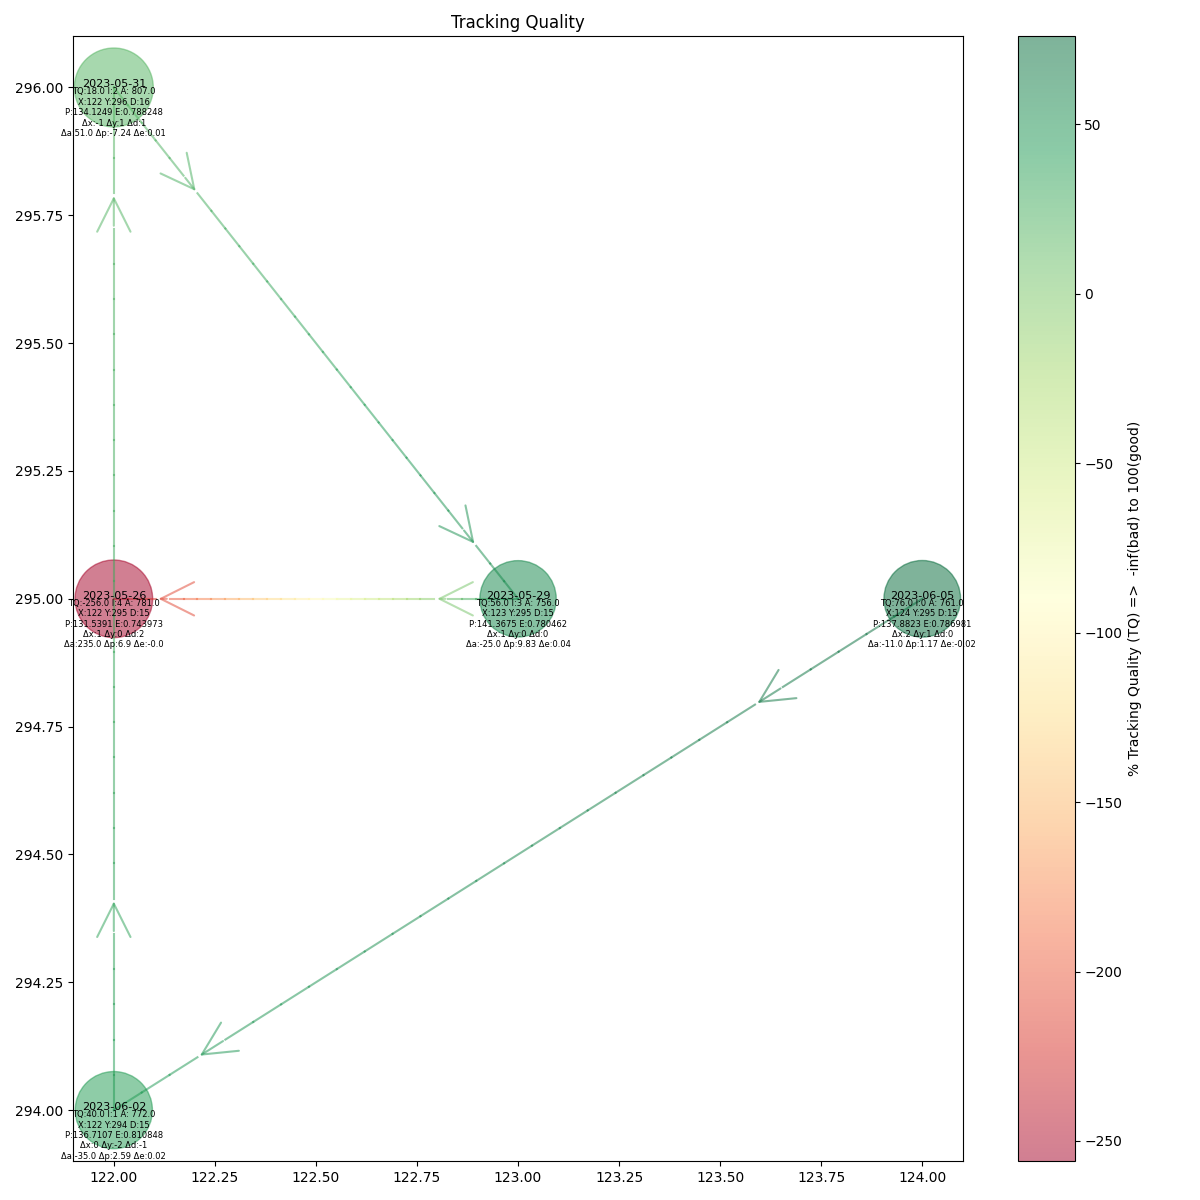 Tracking Quality
296.00
295.75
295.50
295.25
295.00
294.75
294.50
294.25
294.00
2023-05-31
TQ:18.0 I:2 A: 807.0
X:122 Y:296 D:16
P:134.1249 E:0.788248
Δx:-1 Δy:1 Δd:1
Δa:51.0 Δp:-7.24 Δe:0.01
2023-05-26
TQ:-256.0 I:4 A: 781.0
X:122 Y:295 D:15
P:131.5391 E:0.743973
Δx:1 Δy:0 Δd:2
Δa:235.0 Δp:6.9 Δe:-0.0
2023-05-29
TQ:56.0 I:3 A: 756.0
X:123 Y:295 D:15
P:141.3675 E:0.780462
Δx:1 Δy:0 Δd:0
Δa:-25.0 Δp:9.83 Δe:0.04
2023-06-05
TQ:76.0 I:0 A: 761.0
X:124 Y:295 D:15
P:137.8823 E:0.786981
Δx:2 Δy:1 Δd:0
Δa:-11.0 Δp:1.17 Δe:-0.02
2023-06-02
TQ:40.0 I:1 A: 772.0
X:122 Y:294 D:15
P:136.7107 E:0.810848
Δx:0 Δy:-2 Δd:-1
Δa:-35.0 Δp:2.59 Δe:0.02
122.00
122.25
122.50
122.75
123.00
123.25
123.50
123.75
124.00
50
0
−50
−100
−150
−200
−250
% Tracking Quality (TQ) => -inf(bad) to 100(good)